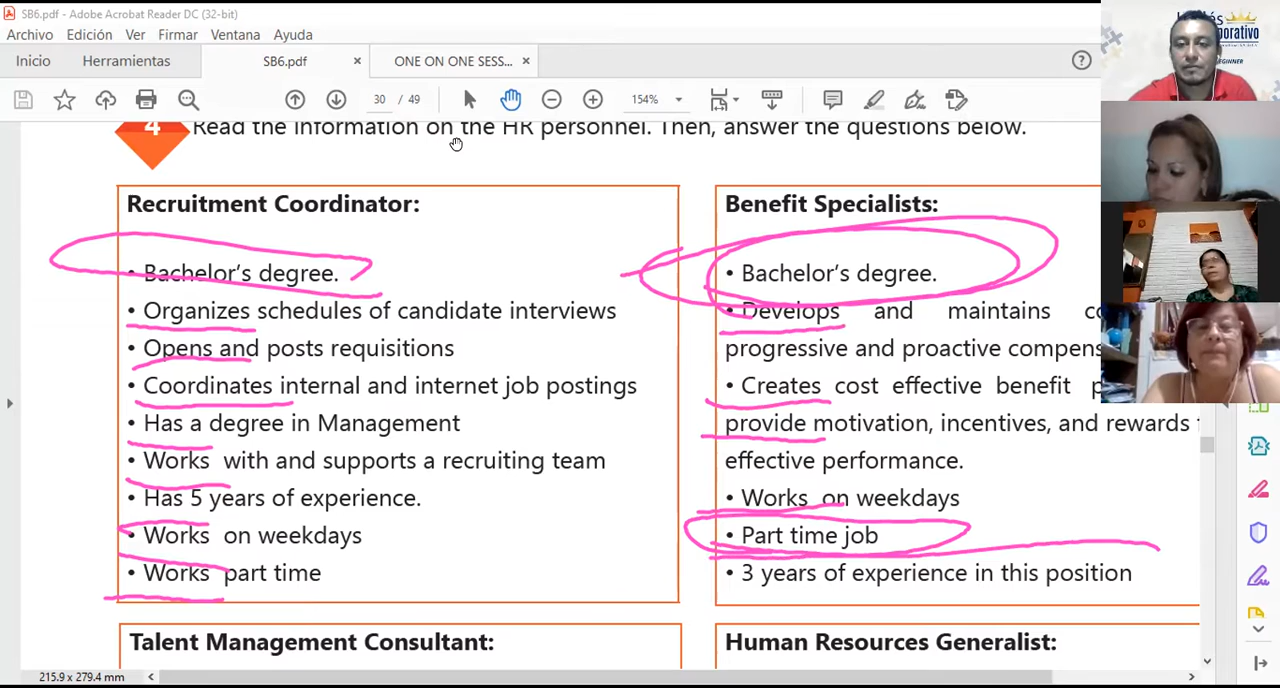 SB6.pdf - Adobe Acrobat Reader DC (32-bit)
Archivo Edición Ver Firmar Ventana Ayuda
Inicio Herramientas SB6.pdf × ONE ON ONE SESS... ×
30 / 49 154%
4 Read the information on the HR personnel. Then, answer the questions below.
Recruitment Coordinator:
• Bachelor's degree.
• Organizes schedules of candidate interviews
• Opens and posts requisitions
• Coordinates internal and internet job postings
• Has a degree in Management
• Works with and supports a recruiting team
• Has 5 years of experience.
• Works on weekdays
• Works part time
Benefit Specialists:
• Bachelor's degree.
• Develops and maintains
progressive and proactive
• Creates cost effective benefit
provide motivation, incentives, and rewards
effective performance.
• Works on weekdays
• Part time job
• 3 years of experience in this position
Talent Management Consultant:
Human Resources Generalist:
215.9 x 279.4 mm